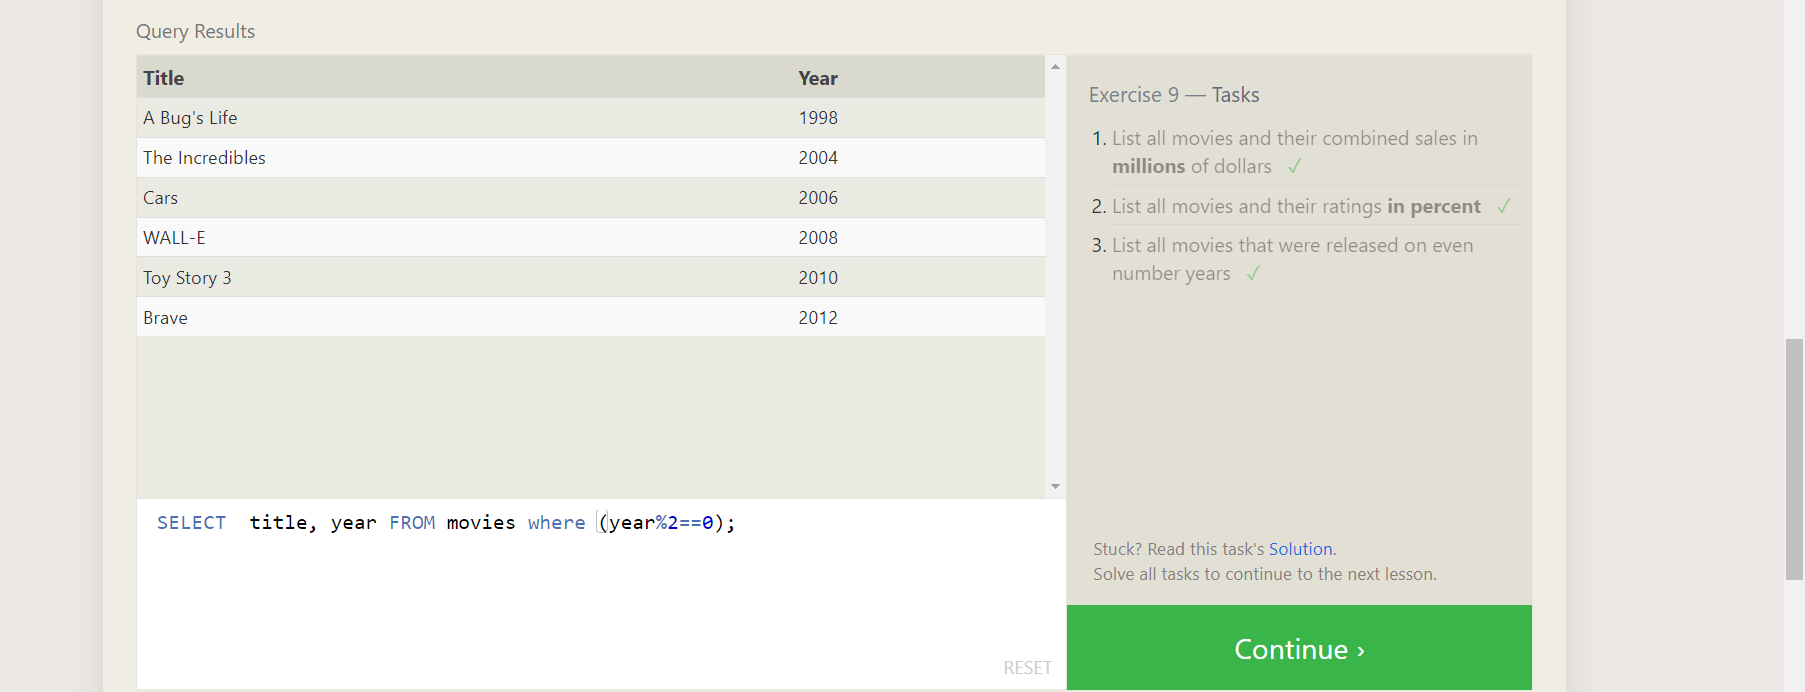 Query Results
Title Year
A Bug's Life 1998
The Incredibles 2004
Cars 2006
WALL-E 2008
Toy Story 3 2010
Brave 2012
SELECT  title, year FROM movies where (year%2==0);
RESET
Exercise 9 — Tasks
1. List all movies and their combined sales in
millions of dollars ✓
2. List all movies and their ratings in percent ✓
3. List all movies that were released on even
number years ✓
Stuck? Read this task's Solution.
Solve all tasks to continue to the next lesson.
Continue ›